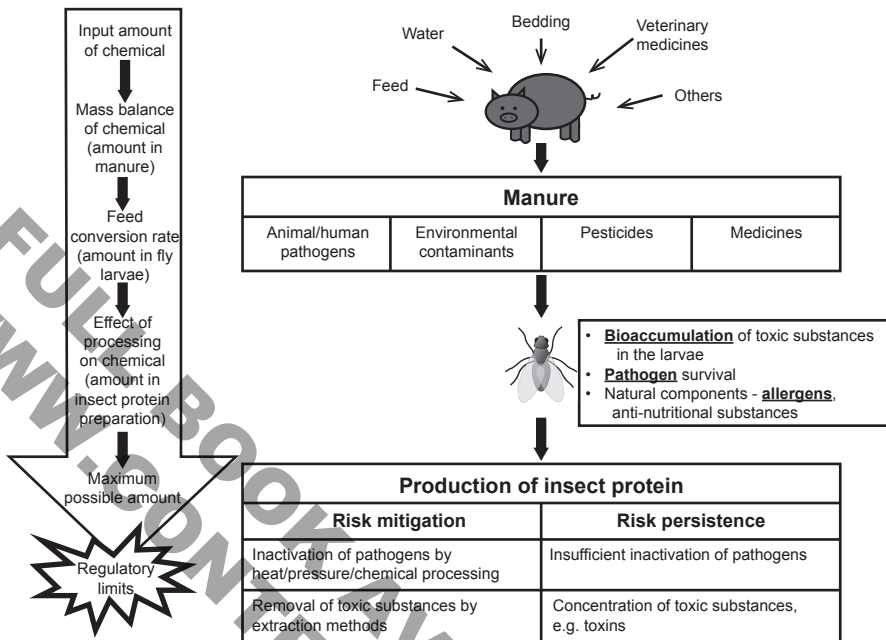 Input amount
of chemical
Mass balance
of chemical
(amount in
manure)
Feed
conversion rate
(amount in fly
larvae)
Effect of
processing
on chemical
(amount in
insect protein
preparation)
Maximum
possible amount
Regulatory
limits
Water
Bedding
Veterinary
medicines
Feed
Others
Manure
Animal/human
pathogens
Environmental
contaminants
Pesticides
Medicines
• Bioaccumulation of toxic substances
in the larvae
• Pathogen survival
• Natural components - allergens,
anti-nutritional substances
Production of insect protein
Risk mitigation
Risk persistence
Inactivation of pathogens by
heat/pressure/chemical processing
Insufficient inactivation of pathogens
Removal of toxic substances by
extraction methods
Concentration of toxic substances,
e.g. toxins
FULL BOOK AV
WW.CONTR